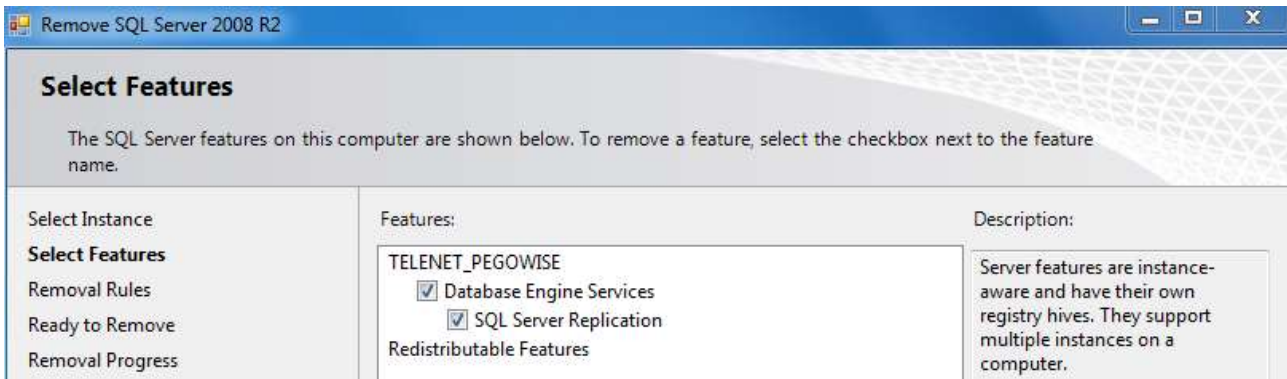 Remove SQL Server 2008 R2
Select Features
The SQL Server features on this computer are shown below. To remove a feature, select the checkbox next to the feature
name.
Select Instance
Select Features
Removal Rules
Ready to Remove
Removal Progress
Features:
TELENET_PEGOWISE
Database Engine Services
SQL Server Replication
Redistributable Features
Description:
Server features are instance-
aware and have their own
registry hives. They support
multiple instances on a
computer.